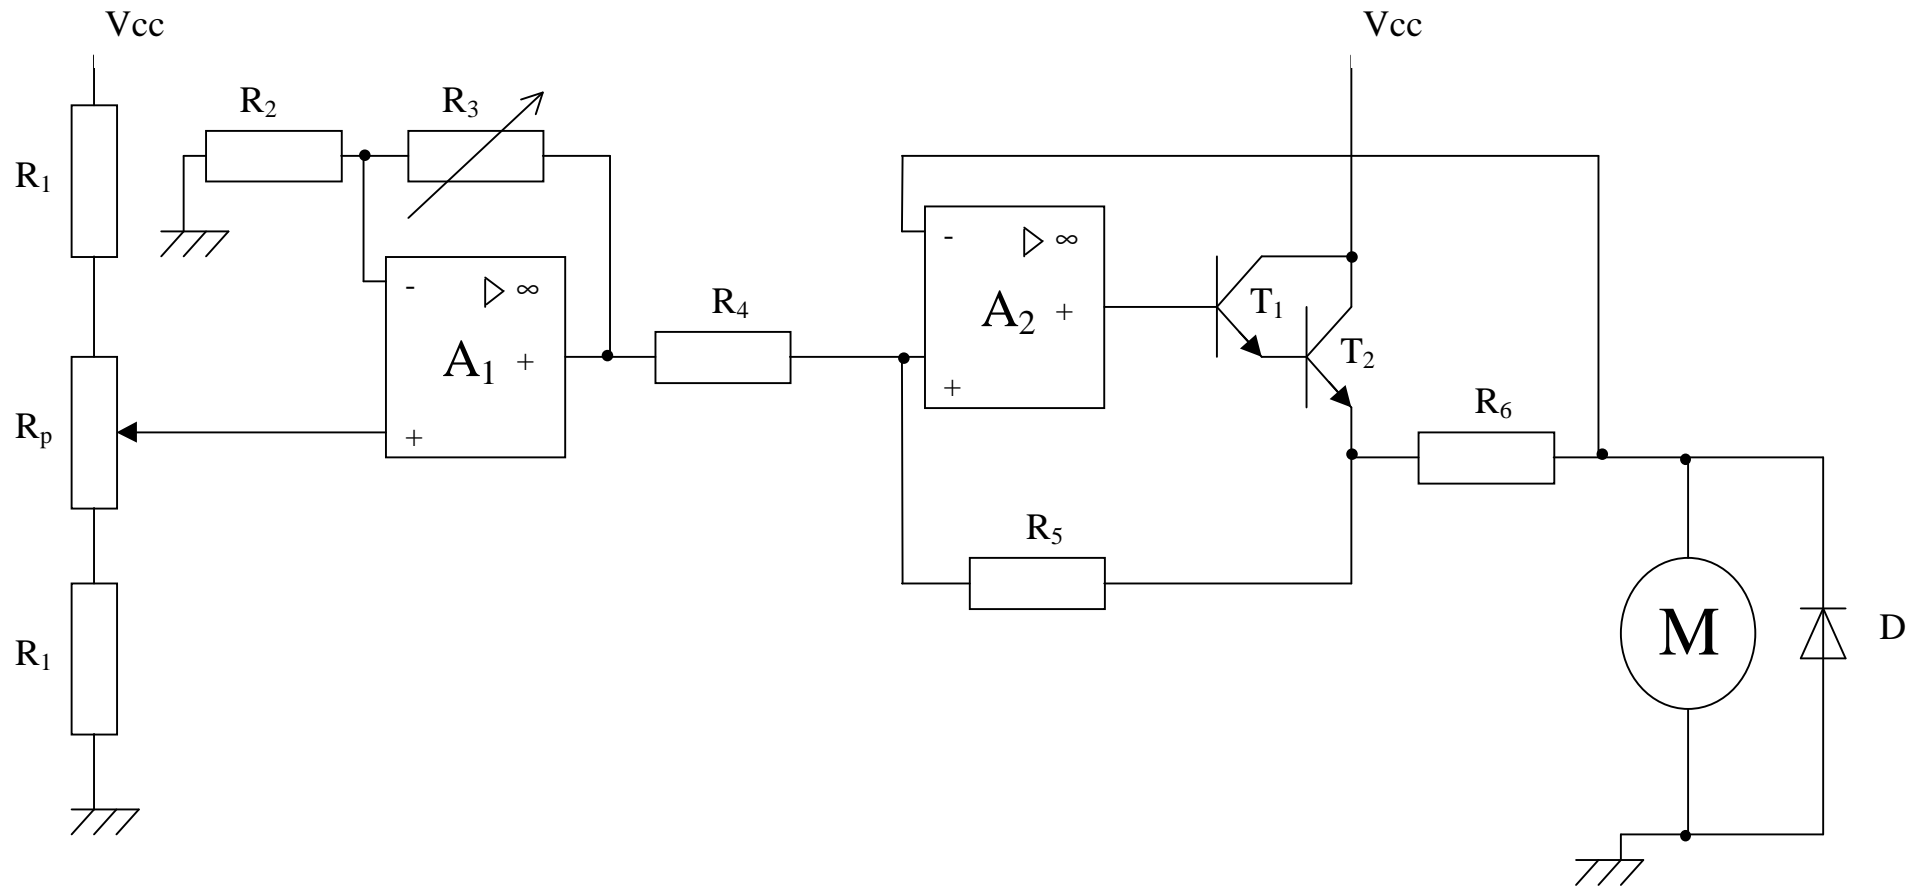 Vcc
Vcc
R2
R3
R1
- ▷ ∞
- ▷ ∞
R4
A2 +
T1
A1 +
T2
+
R6
Rp
+
R5
R1
M
D